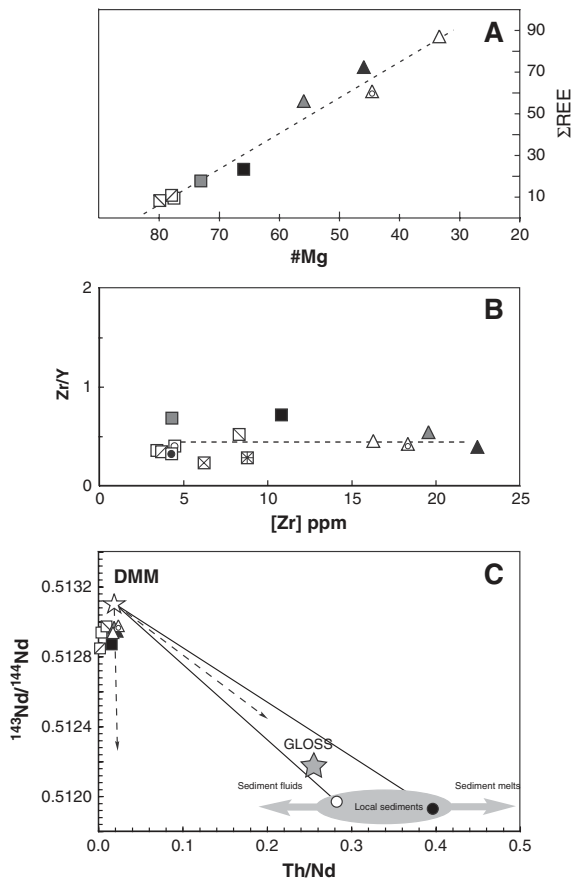 A
90
70
50
30
10
ΣREE
80 70 60 50 40 30 20
#Mg
B
2
1
0
Zr/Y
0 5 10 15 20 25
[Zr] ppm
C
DMM
0.5132
0.5128
0.5124
0.5120
143Nd/144Nd
GLOSS
Sediment fluids
Sediment melts
Local sediments
0.0 0.1 0.2 0.3 0.4 0.5
Th/Nd